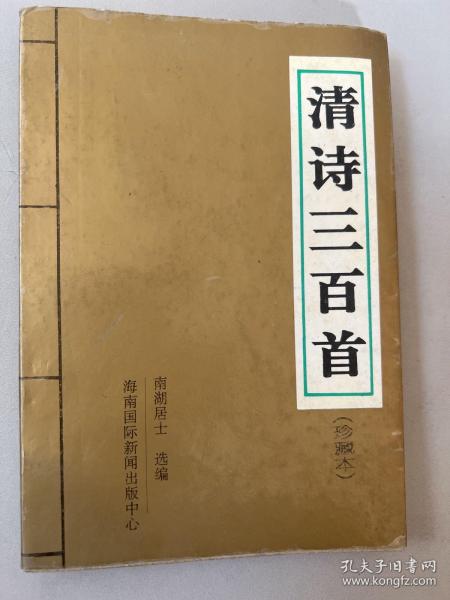 清诗三百首
(珍藏本)
南湖居士 选编
海南国际新闻出版中心
孔夫子旧书网
www.kongfz.com